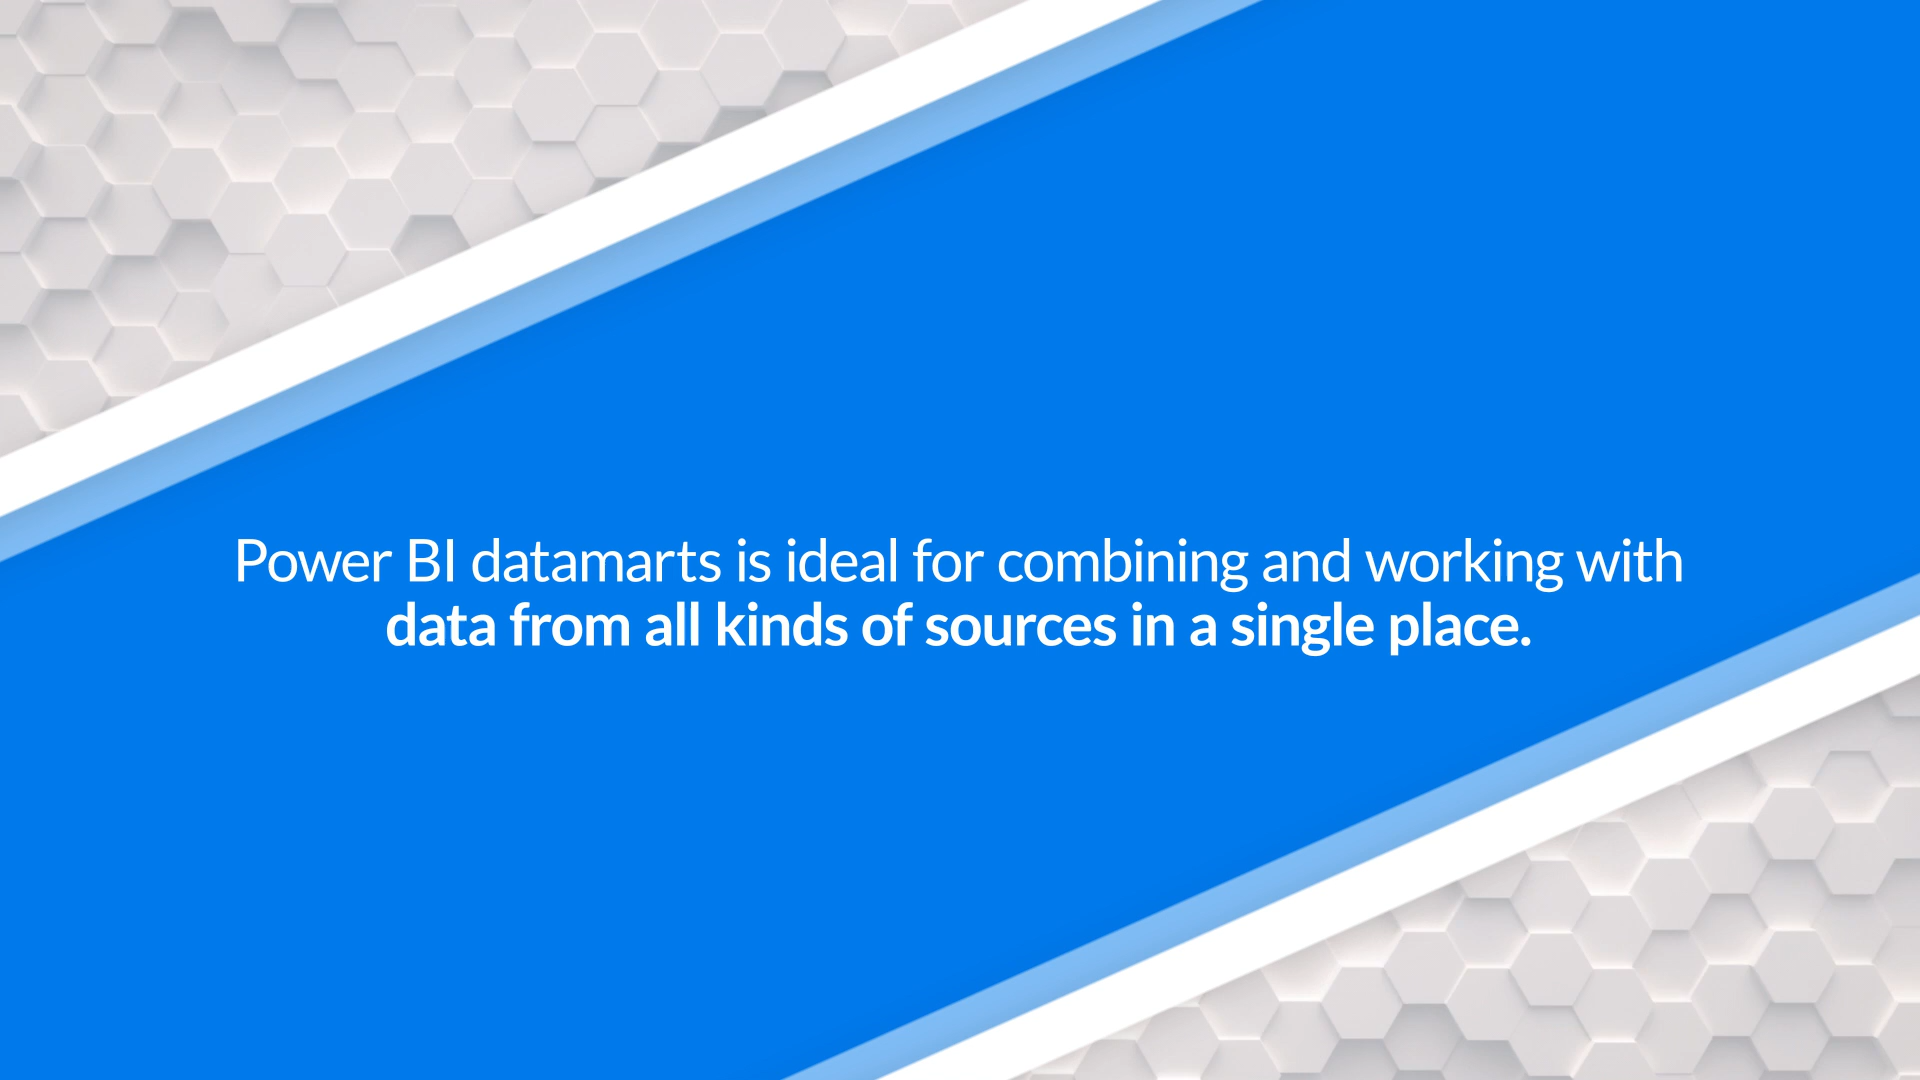 Power BI datamarts is ideal for combining and working with
data from all kinds of sources in a single place.